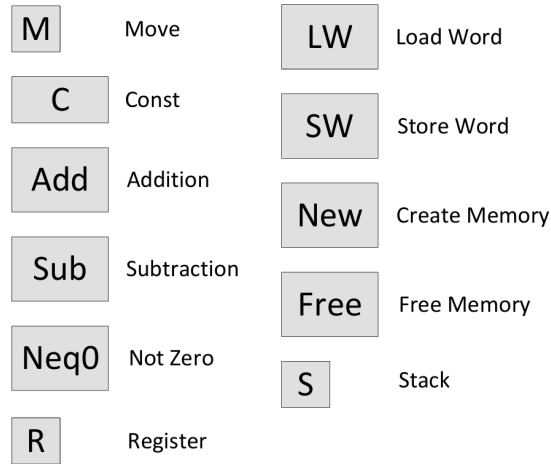 M Move
C Const
Add Addition
Sub Subtraction
Neq0 Not Zero
R Register
LW Load Word
SW Store Word
New Create Memory
Free Free Memory
S Stack